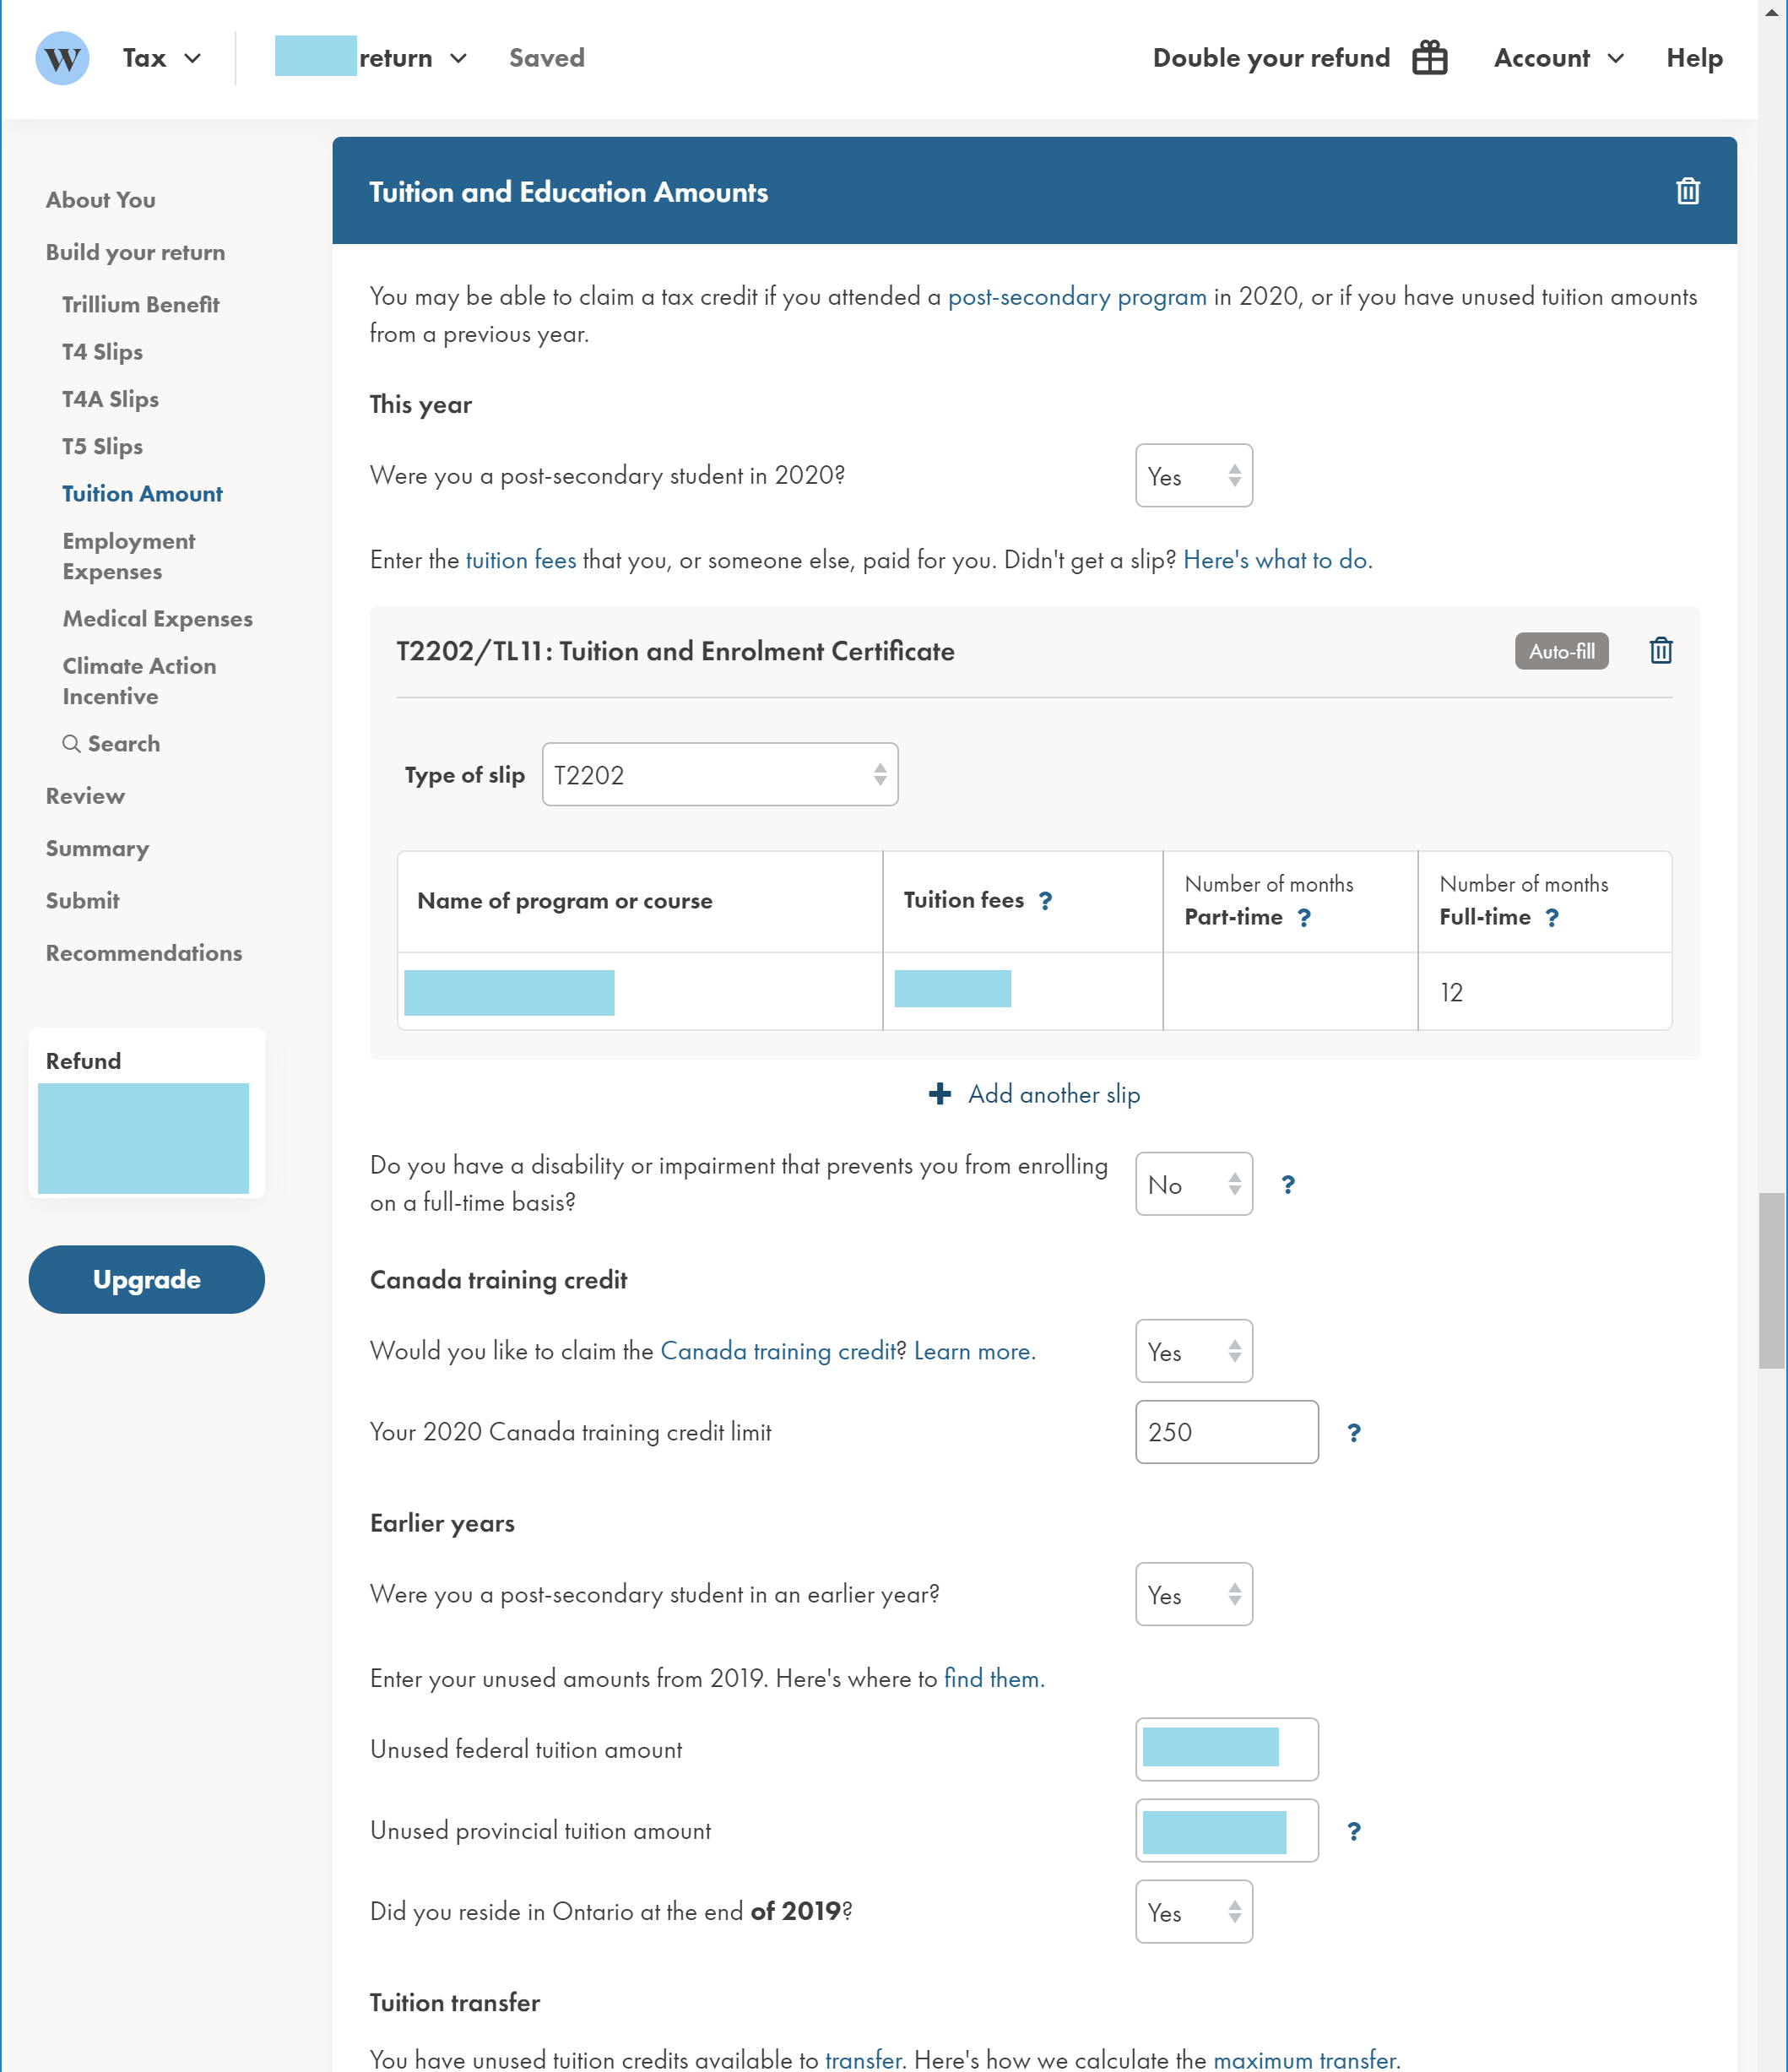 W Tax return Saved Double your refund Account Help
About You
Build your return
Trillium Benefit
T4 Slips
T4A Slips
T5 Slips
Tuition Amount
Employment
Expenses
Medical Expenses
Climate Action
Incentive
Search
Review
Summary
Submit
Recommendations
Refund
Upgrade
Tuition and Education Amounts
You may be able to claim a tax credit if you attended a post-secondary program in 2020, or if you have unused tuition amounts
from a previous year.
This year
Were you a post-secondary student in 2020? Yes
Enter the tuition fees that you, or someone else, paid for you. Didn't get a slip? Here's what to do.
T2202/TL11: Tuition and Enrolment Certificate Auto-fill
Type of slip T2202
Name of program or course
Tuition fees ?
Number of months
Part-time ?
Number of months
Full-time ?
12
Add another slip
Do you have a disability or impairment that prevents you from enrolling
on a full-time basis?
No ?
Canada training credit
Would you like to claim the Canada training credit? Learn more. Yes
Your 2020 Canada training credit limit 250 ?
Earlier years
Were you a post-secondary student in an earlier year? Yes
Enter your unused amounts from 2019. Here's where to find them.
Unused federal tuition amount
Unused provincial tuition amount ?
Did you reside in Ontario at the end of 2019? Yes
Tuition transfer
You have unused tuition credits available to transfer. Here's how we calculate the maximum transfer.